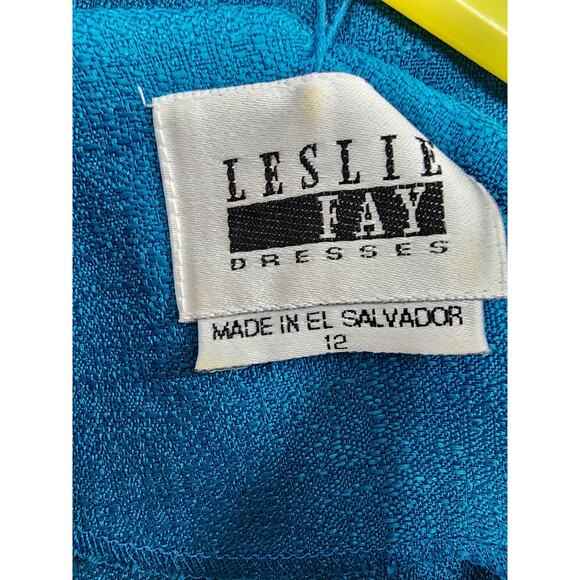 LESLIE
FAY
DRESSES
MADE IN EL SALVADOR
12